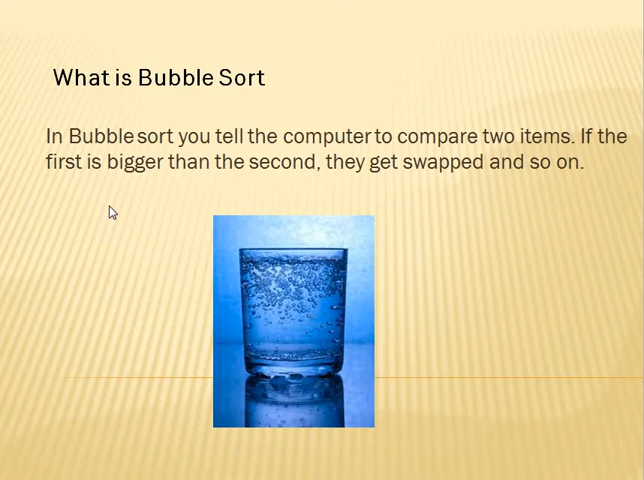 What is Bubble Sort
In Bubble sort you tell the computer to compare two items. If the
first is bigger than the second, they get swapped and so on.